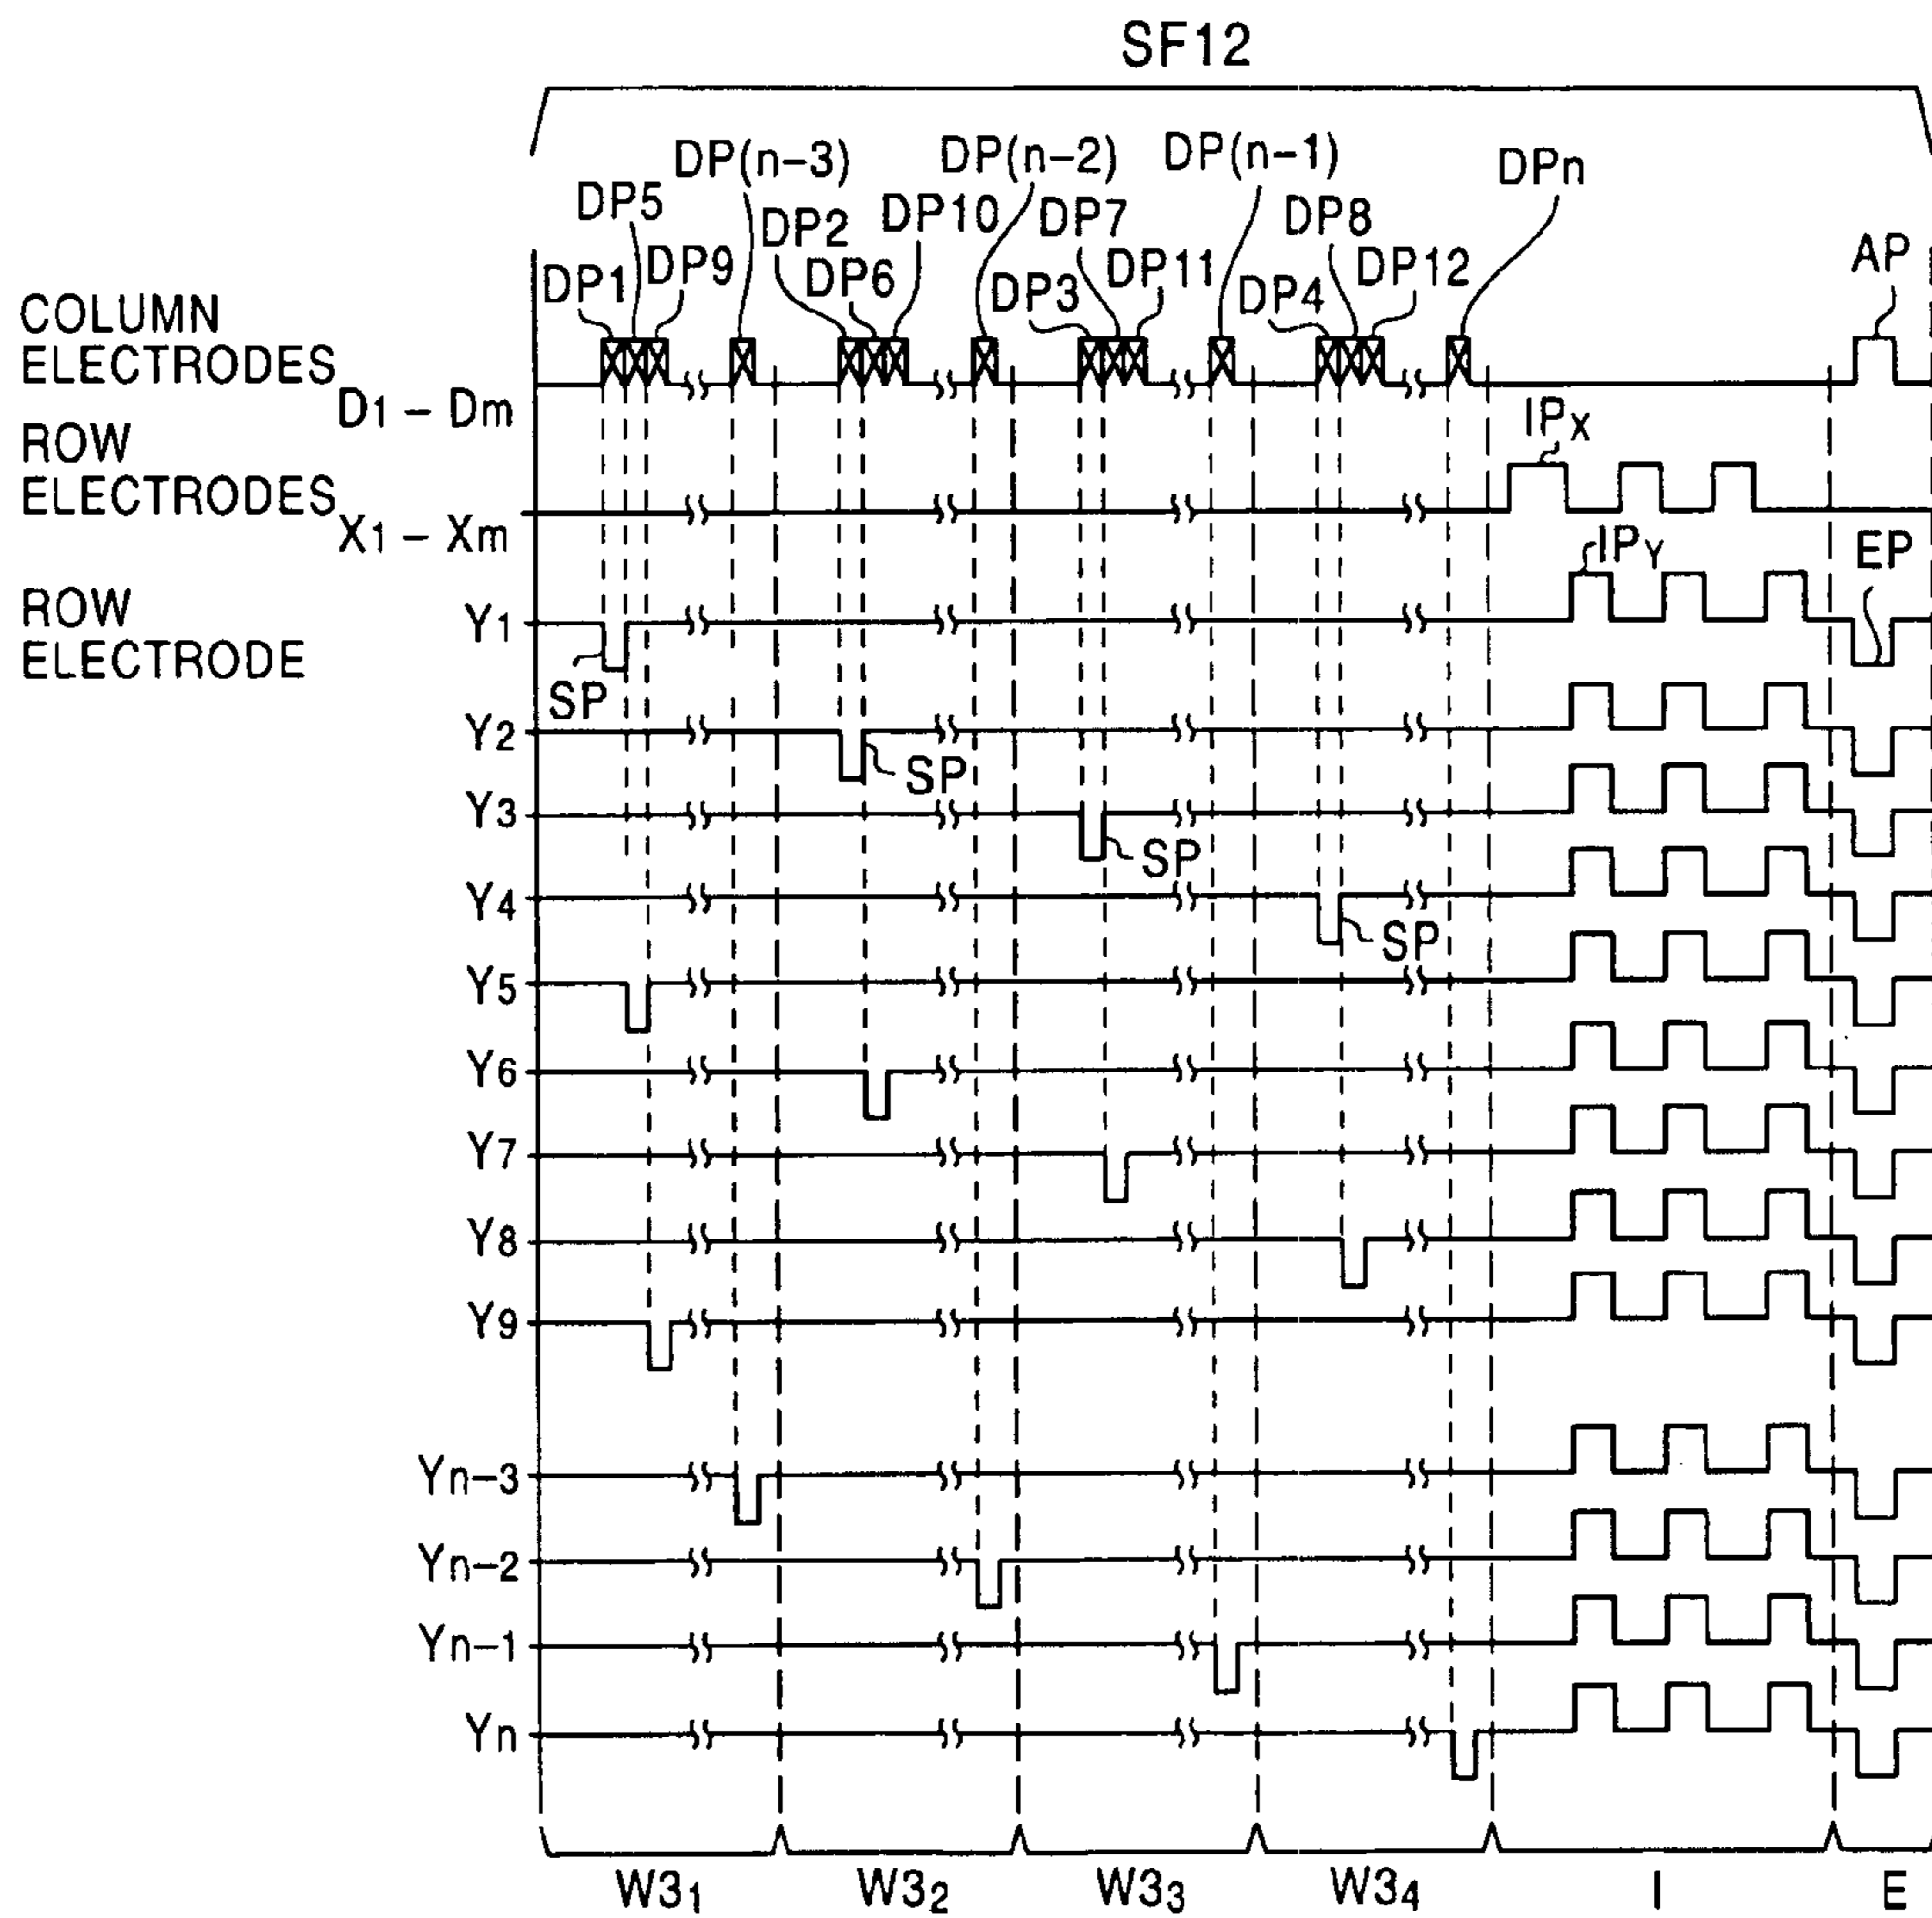 SF12
DP(n-3) DP(n-2) DP(n-1) DPn
DP5 DP2 DP10 DP7 DP8
DP1 DP9 DP6 DP3 DP11 DP4 DP12 AP
COLUMN
ELECTRODES
D1 - Dm
ROW
ELECTRODES
X1 - Xm
IPX
IPY
EP
ROW
ELECTRODE
Y1
SP
Y2
SP
Y3
SP
Y4
SP
Y5
Y6
Y7
Y8
Y9
Yn-3
Yn-2
Yn-1
Yn
W31 W32 W33 W34 I E